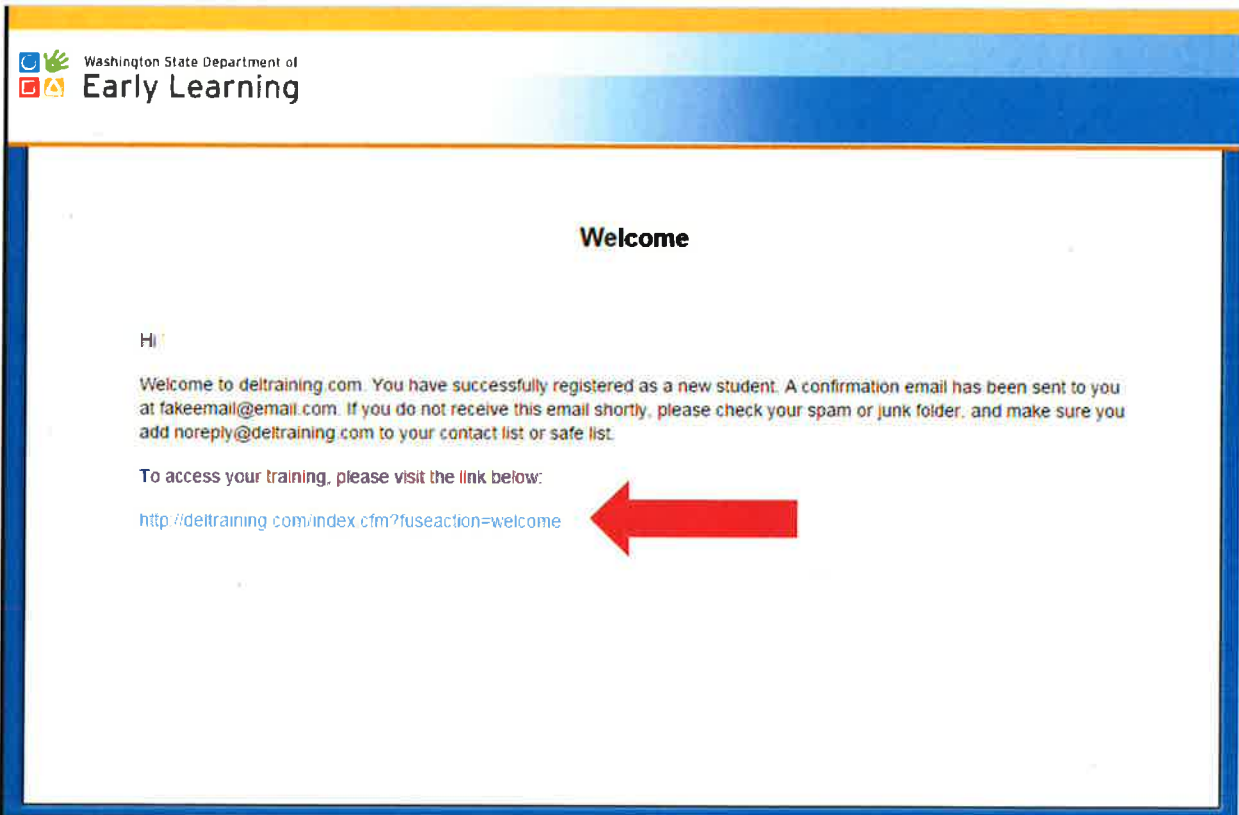 Washington State Department of
Early Learning
Welcome
Hi
Welcome to deltraining.com. You have successfully registered as a new student. A confirmation email has been sent to you
at fakeemail@email.com. If you do not receive this email shortly, please check your spam or junk folder, and make sure you
add noreply@deltraining.com to your contact list or safe list.
To access your training, please visit the link below:
http://deltraining.com/index.cfm?fuseaction=welcome